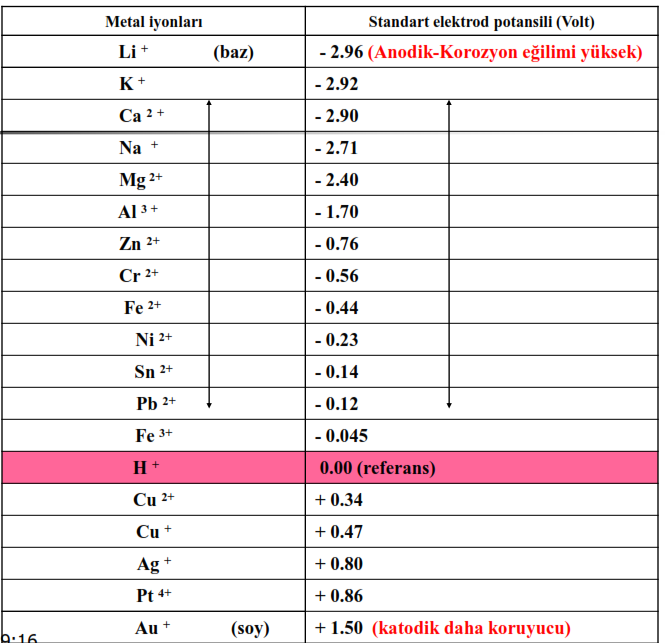 Metal iyonları Standart elektrod potansili (Volt)
Li + (baz) - 2.96 (Anodik-Korozyon eğilimi yüksek)
K + - 2.92
Ca 2 + - 2.90
Na + - 2.71
Mg 2+ - 2.40
Al 3 + - 1.70
Zn 2+ - 0.76
Cr 2+ - 0.56
Fe 2+ - 0.44
Ni 2+ - 0.23
Sn 2+ - 0.14
Pb 2+ - 0.12
Fe 3+ - 0.045
H + 0.00 (referans)
Cu 2+ + 0.34
Cu + + 0.47
Ag + + 0.80
Pt 4+ + 0.86
Au + (soy) + 1.50 (katodik daha koruyucu)
9:16